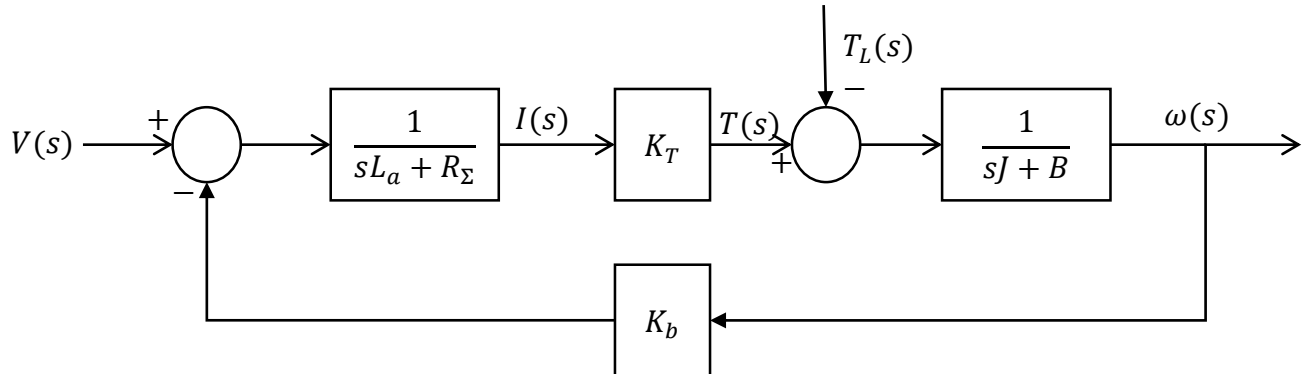 T_L(s)
V(s)
+
−
1
sL_a + R_Σ
I(s)
K_T
T(s)
+
−
1
sJ + B
ω(s)
K_b